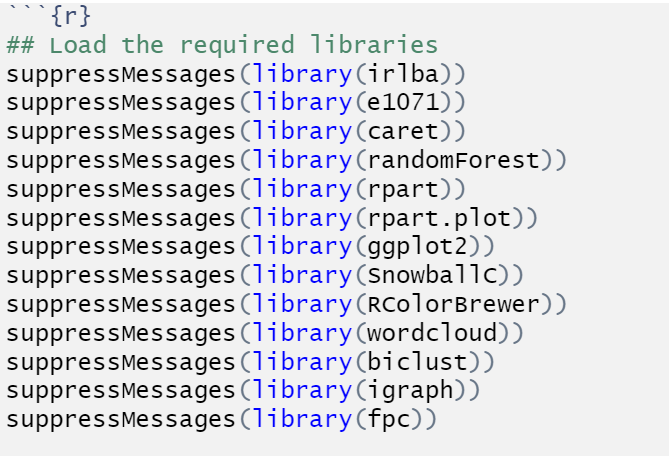 ```{r}
## Load the required libraries
suppressMessages(library(irlba))
suppressMessages(library(e1071))
suppressMessages(library(caret))
suppressMessages(library(randomForest))
suppressMessages(library(rpart))
suppressMessages(library(rpart.plot))
suppressMessages(library(ggplot2))
suppressMessages(library(SnowballC))
suppressMessages(library(RColorBrewer))
suppressMessages(library(wordcloud))
suppressMessages(library(biclust))
suppressMessages(library(igraph))
suppressMessages(library(fpc))